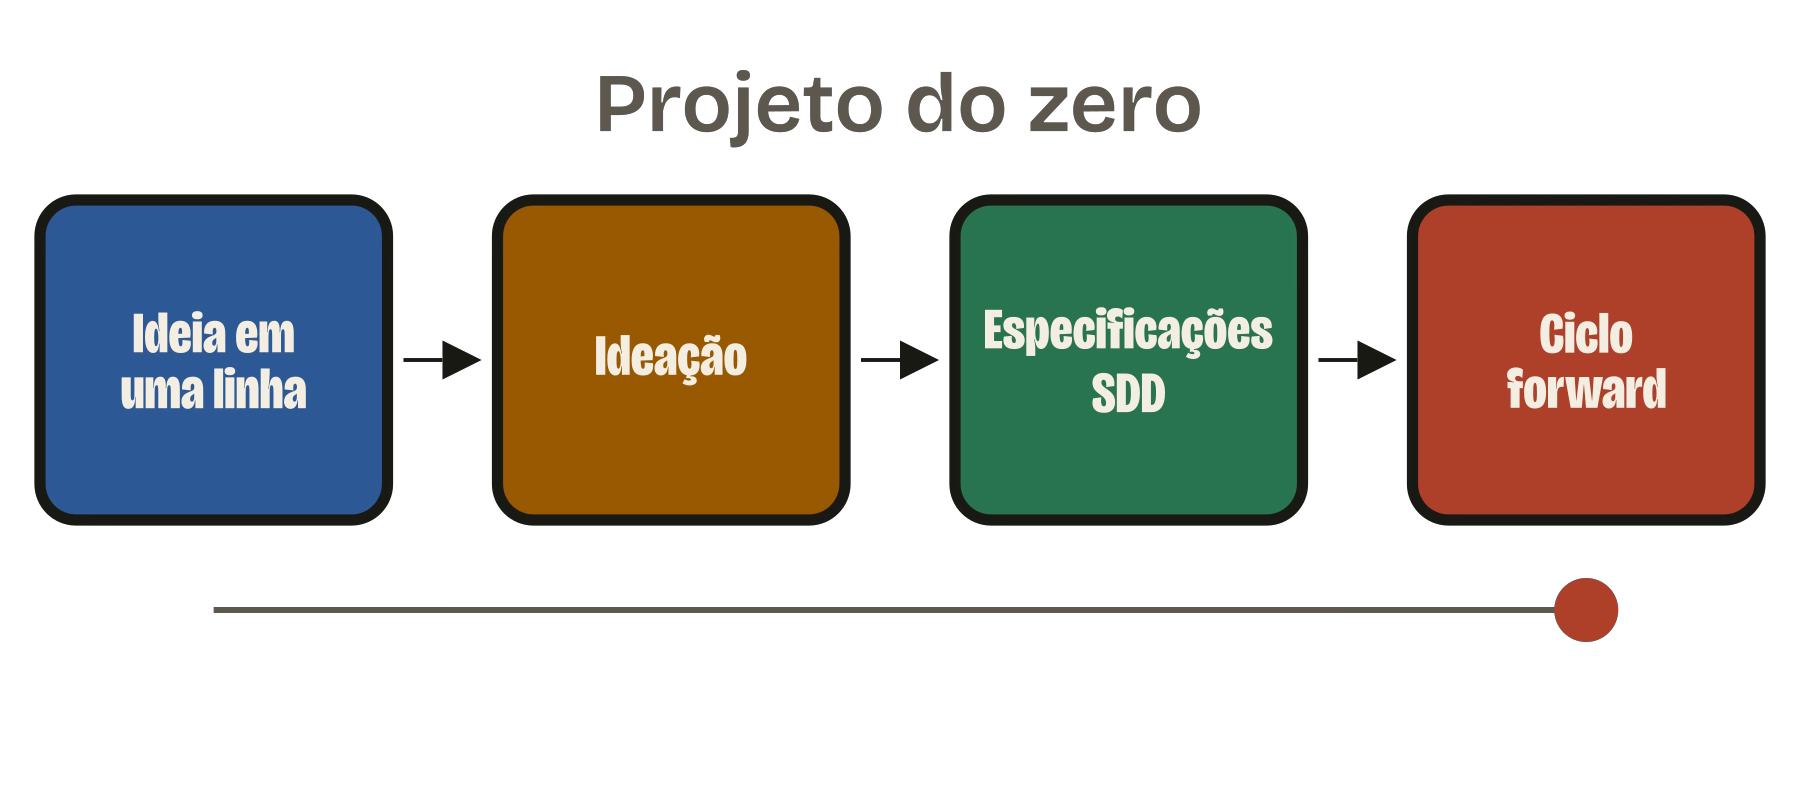 Projeto do zero
Ideia em
uma linha
Ideação
Especificações
SDD
Ciclo
forward